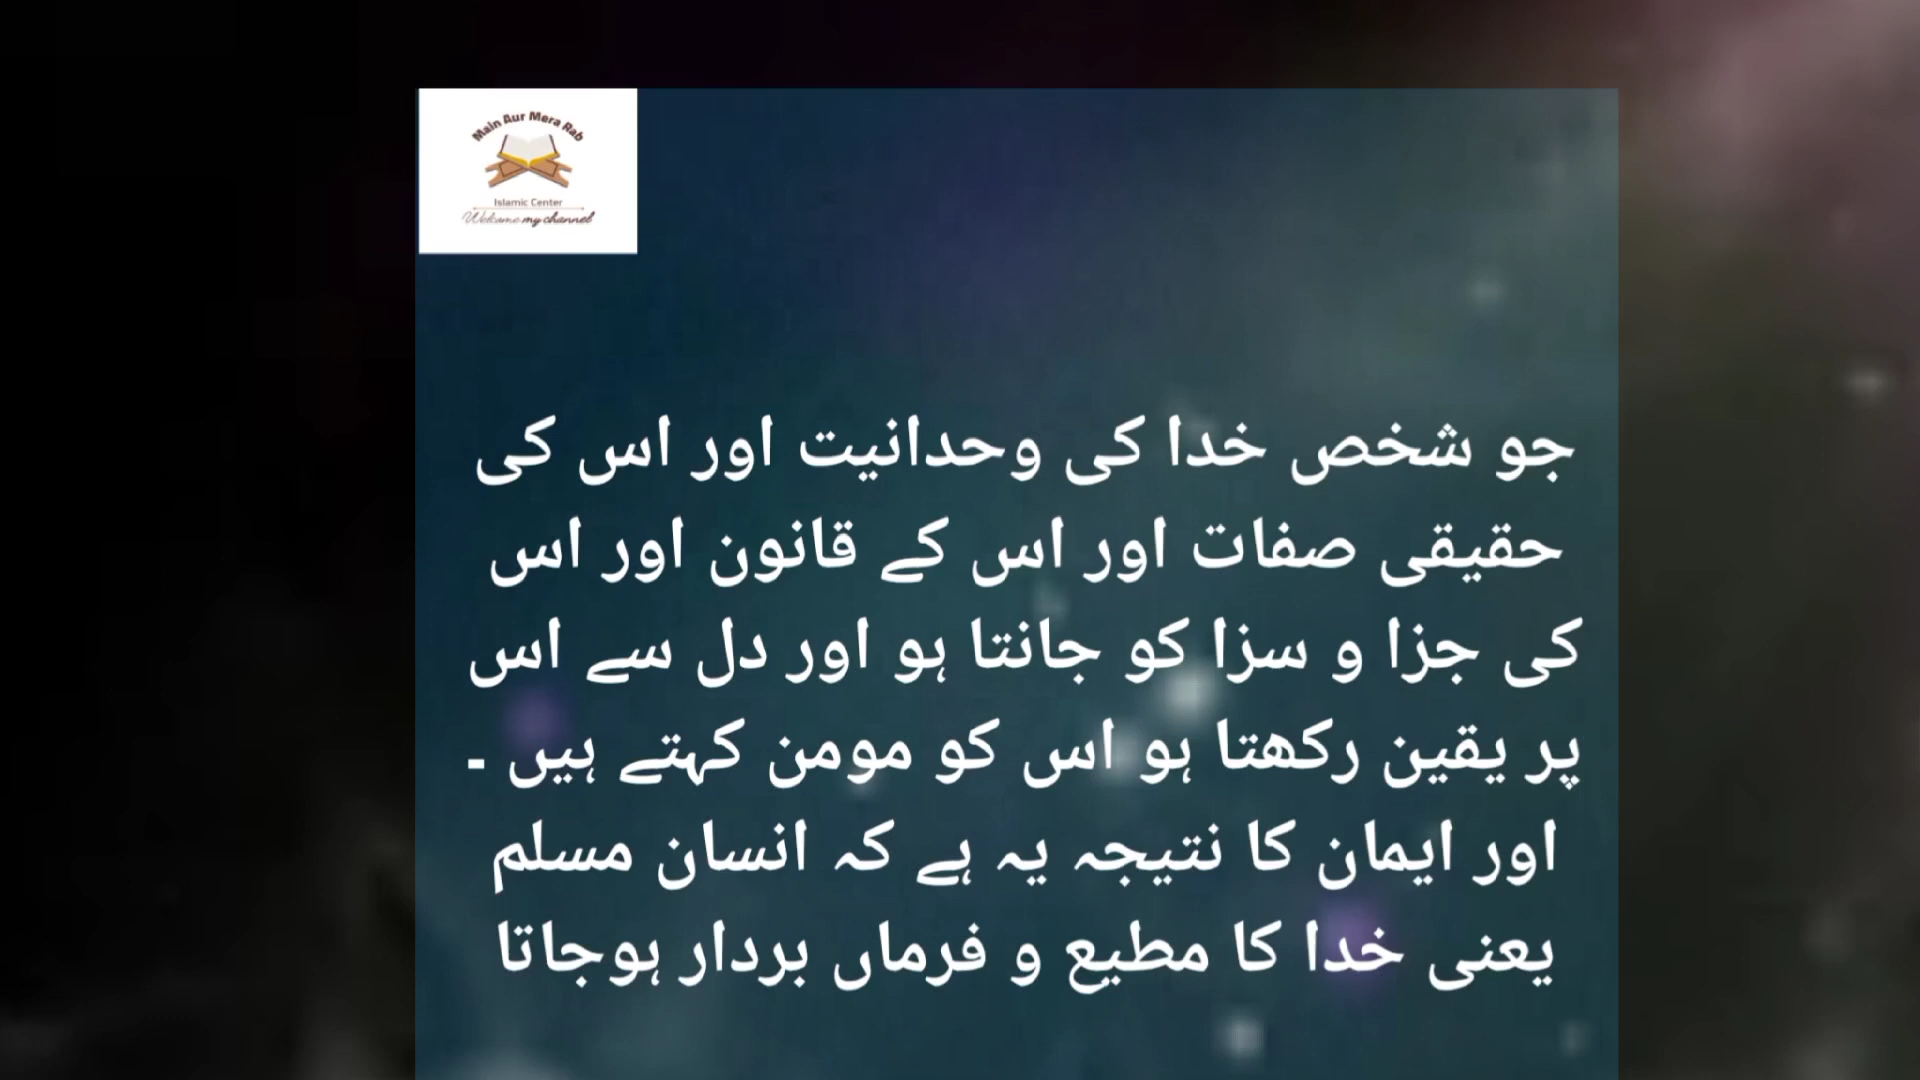 Main Aur Mera Rab
Islamic Center
Welcome my channel
جو شخص خدا کی وحدانیت اور اس کی
حقیقی صفات اور اس کے قانون اور اس
کی جزا و سزا کو جانتا ہو اور دل سے اس
پر یقین رکھتا ہو اس کو مومن کہتے ہیں ۔
اور ایمان کا نتیجہ یہ ہے کہ انسان مسلم
یعنی خدا کا مطیع و فرماں بردار ہوجاتا